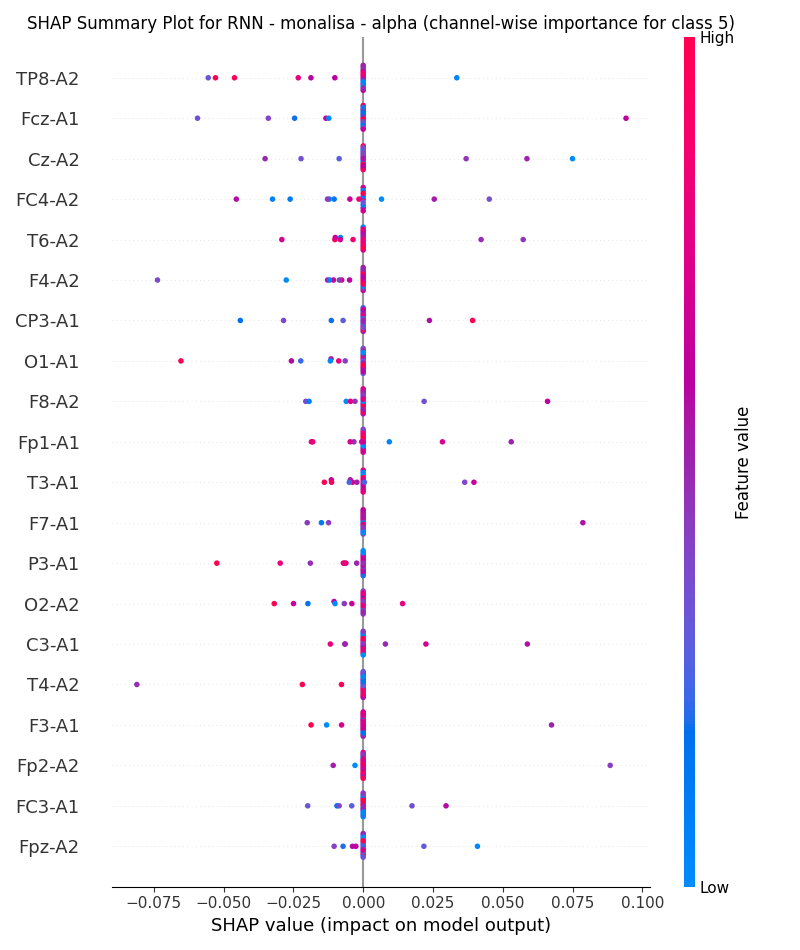 SHAP Summary Plot for RNN - monalisa - alpha (channel-wise importance for class 5)
High
TP8-A2
Fcz-A1
Cz-A2
FC4-A2
T6-A2
F4-A2
CP3-A1
O1-A1
F8-A2
Fp1-A1
T3-A1
F7-A1
P3-A1
O2-A2
C3-A1
T4-A2
F3-A1
Fp2-A2
FC3-A1
Fpz-A2
Feature value
Low
−0.075 −0.050 −0.025 0.000 0.025 0.050 0.075 0.100
SHAP value (impact on model output)